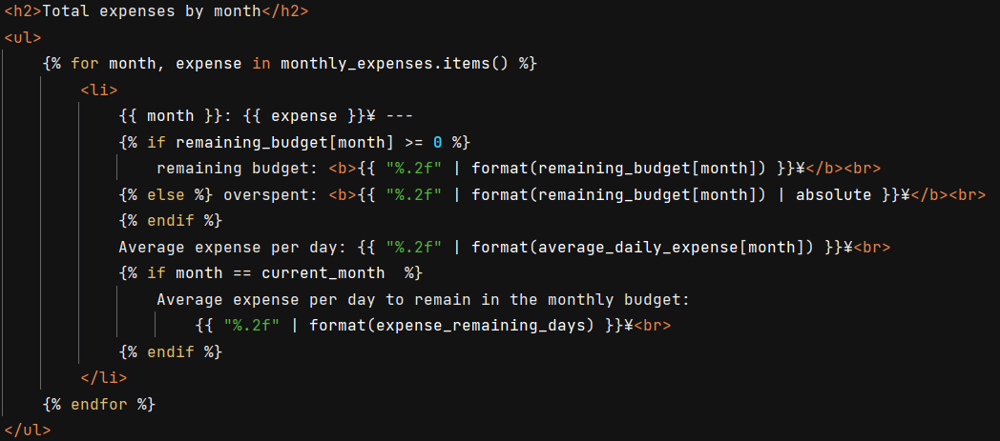 <h2>Total expenses by month</h2>
<ul>
{% for month, expense in monthly_expenses.items() %}
<li>
{{ month }}: {{ expense }}¥ ---
{% if remaining_budget[month] >= 0 %}
remaining budget: <b>{{ "%.2f" | format(remaining_budget[month]) }}¥</b><br>
{% else %} overspent: <b>{{ "%.2f" | format(remaining_budget[month]) | absolute }}¥</b><br>
{% endif %}
Average expense per day: {{ "%.2f" | format(average_daily_expense[month]) }}¥<br>
{% if month == current_month  %}
Average expense per day to remain in the monthly budget:
{{ "%.2f" | format(expense_remaining_days) }}¥<br>
{% endif %}
</li>
{% endfor %}
</ul>